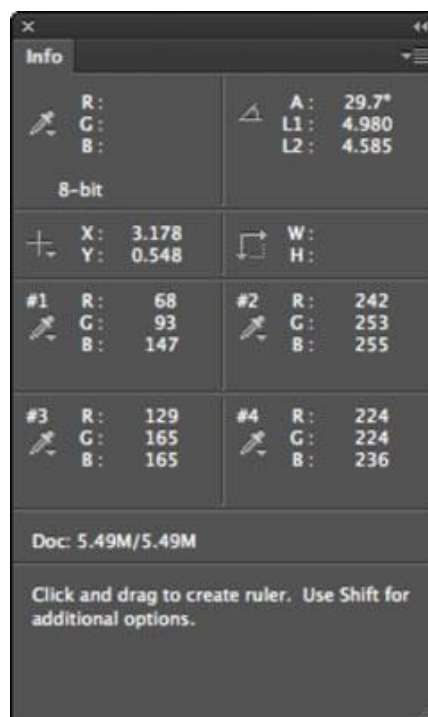 Info
R:
G:
B:
8-bit
A: 29.7°
L1: 4.980
L2: 4.585
X: 3.178
Y: 0.548
W:
H:
#1 R: 68
G: 93
B: 147
#2 R: 242
G: 253
B: 255
#3 R: 129
G: 165
B: 165
#4 R: 224
G: 224
B: 236
Doc: 5.49M/5.49M
Click and drag to create ruler. Use Shift for
additional options.